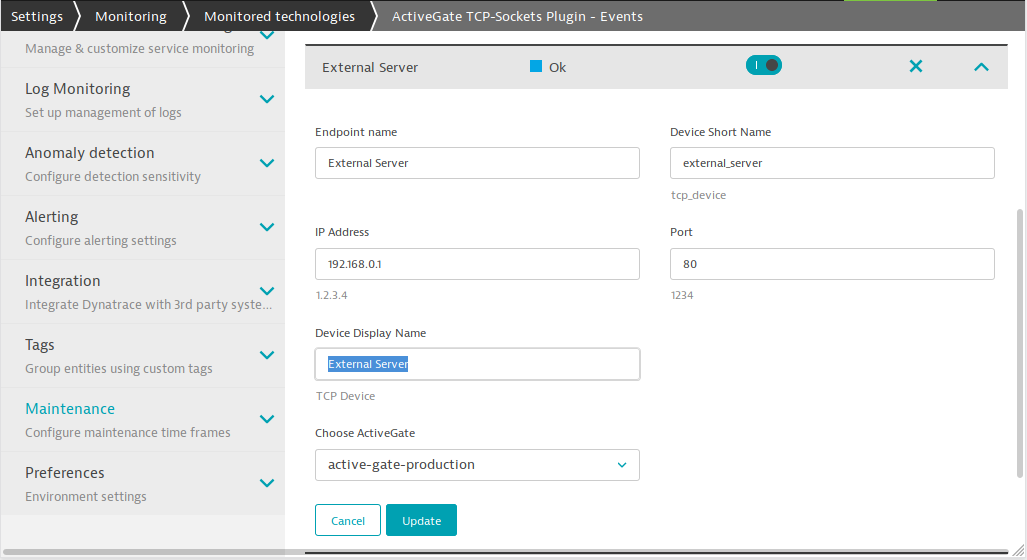 Settings
Monitoring
Monitored technologies
ActiveGate TCP-Sockets Plugin - Events
Manage & customize service monitoring
Log Monitoring
Set up management of logs
Anomaly detection
Configure detection sensitivity
Alerting
Configure alerting settings
Integration
Integrate Dynatrace with 3rd party syste...
Tags
Group entities using custom tags
Maintenance
Configure maintenance time frames
Preferences
Environment settings
External Server
Ok
Endpoint name
External Server
Device Short Name
external_server
tcp_device
IP Address
192.168.0.1
1.2.3.4
Port
80
1234
Device Display Name
External Server
TCP Device
Choose ActiveGate
active-gate-production
Cancel
Update